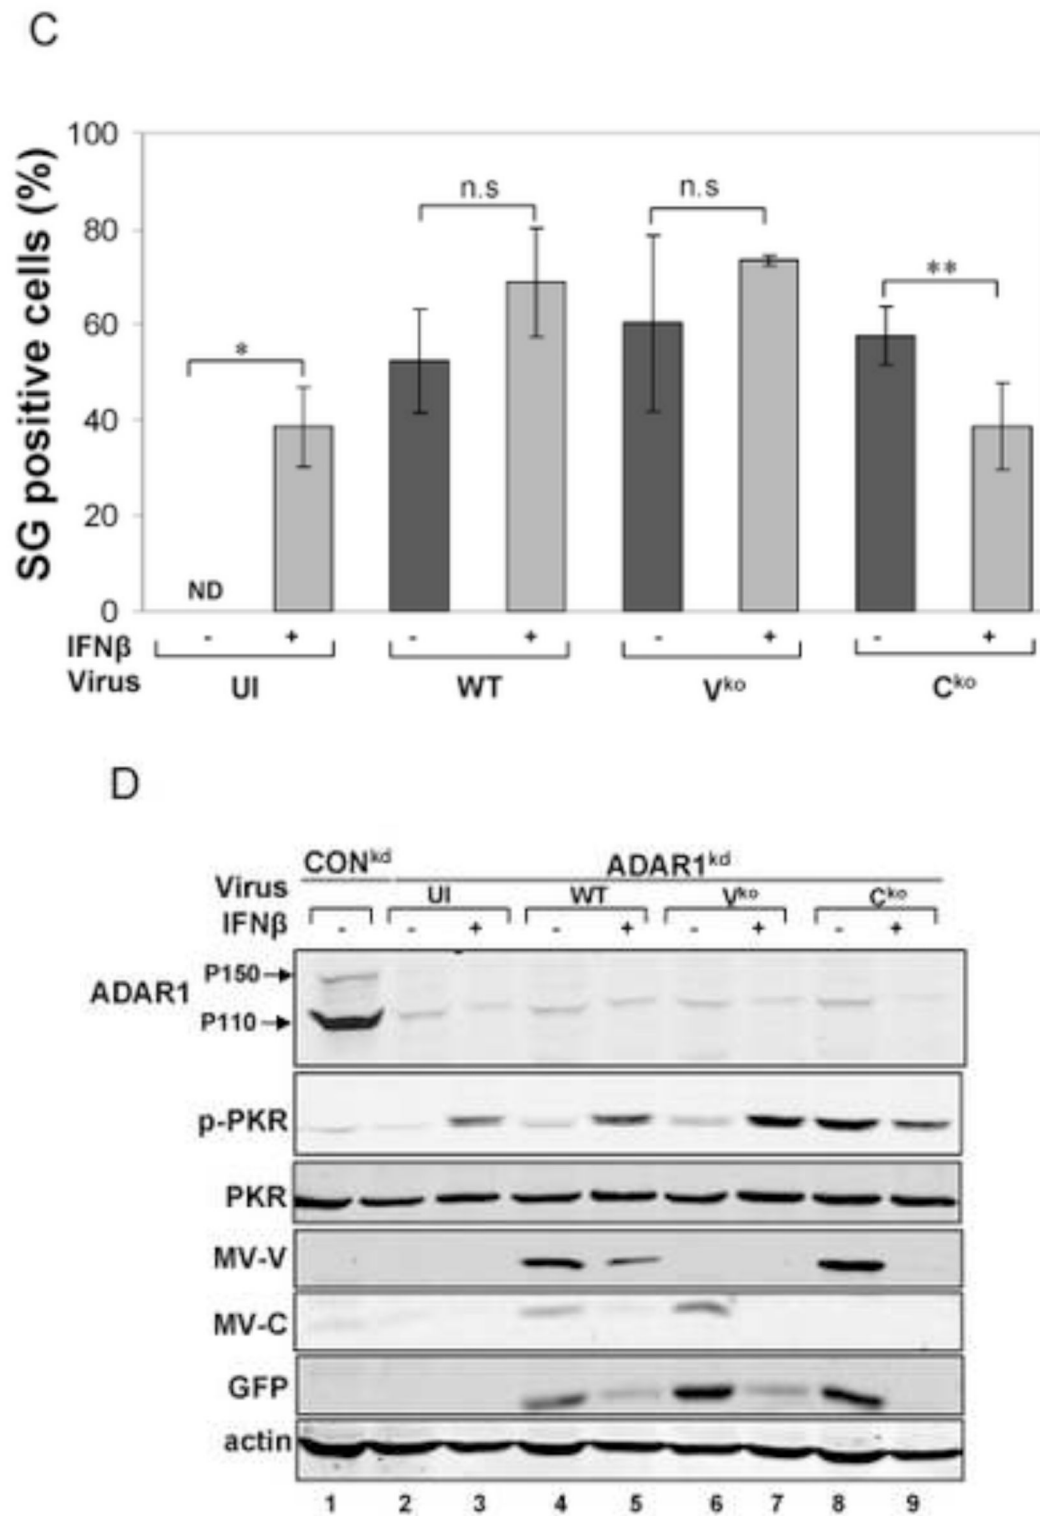 C
SG positive cells (%)
100
80
60
40
20
0
*
n.s
n.s
**
ND
IFNβ - + - + - + - +
Virus UI WT Vᵏᵒ Cᵏᵒ
D
CONᵏᵈ ADAR1ᵏᵈ
Virus UI WT Vᵏᵒ Cᵏᵒ
IFNβ - - + - + - + - +
ADAR1 P150
P110
p-PKR
PKR
MV-V
MV-C
GFP
actin
1 2 3 4 5 6 7 8 9